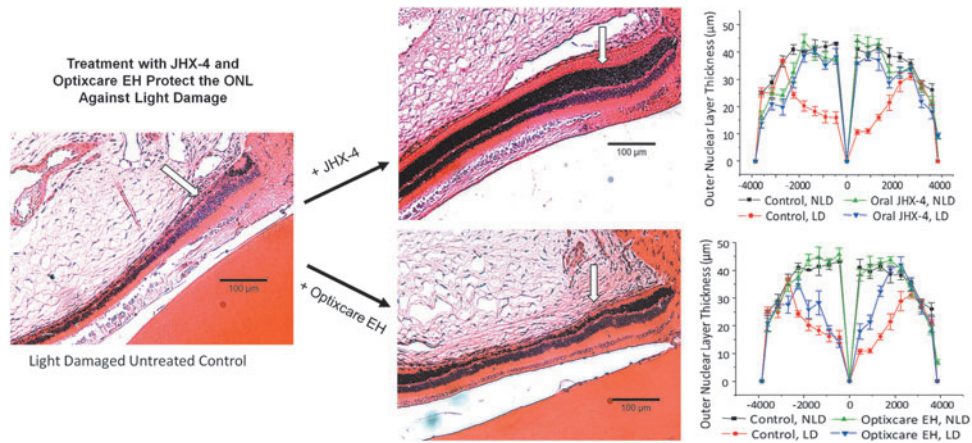 Treatment with JHX-4 and
Optixcare EH Protect the ONL
Against Light Damage
100 μm
Light Damaged Untreated Control
+ JHX-4
+ Optixcare EH
100 μm
100 μm
Outer Nuclear Layer Thickness (μm)
50
40
30
20
10
0
-4000 -2000 0 2000 4000
Control, NLD Oral JHX-4, NLD
Control, LD Oral JHX-4, LD
Outer Nuclear Layer Thickness (μm)
50
40
30
20
10
0
-4000 -2000 0 2000 4000
Control, NLD Optixcare EH, NLD
Control, LD Optixcare EH, LD